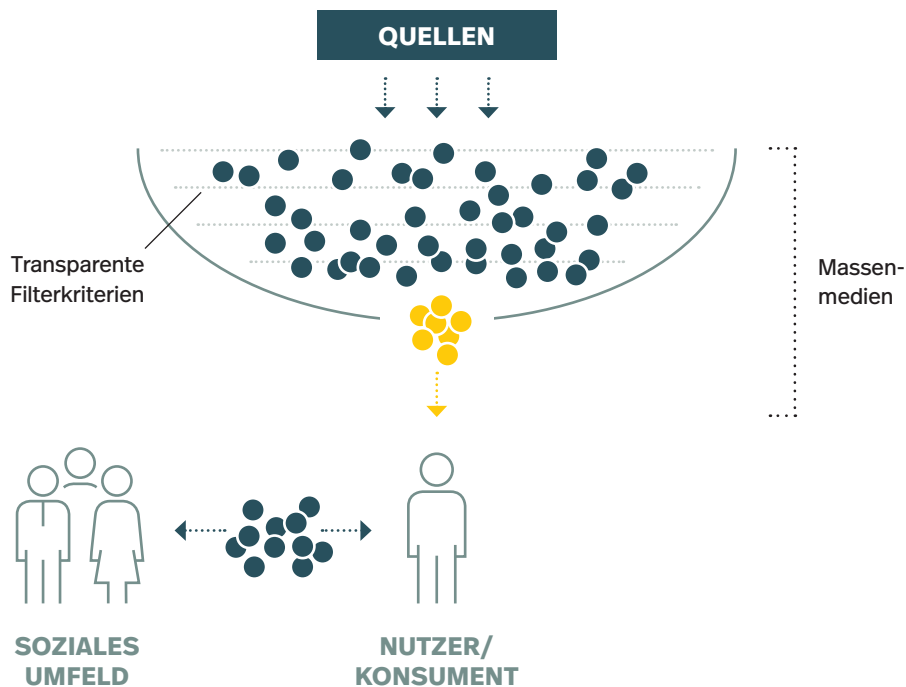 QUELLEN
Transparente
Filterkriterien
Massen-
medien
SOZIALES
UMFELD
NUTZER/
KONSUMENT